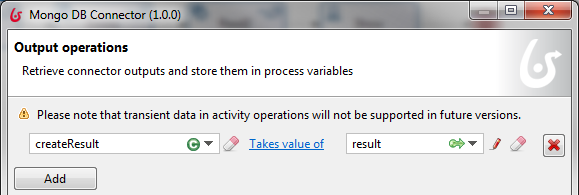 Mongo DB Connector (1.0.0)
Output operations
Retrieve connector outputs and store them in process variables
Please note that transient data in activity operations will not be supported in future versions.
createResult C Takes value of result
Add